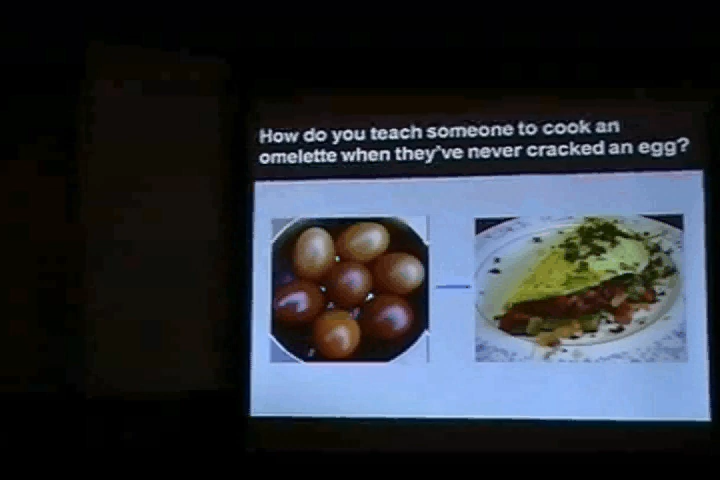 How do you teach someone to cook an
omelette when they've never cracked an egg?